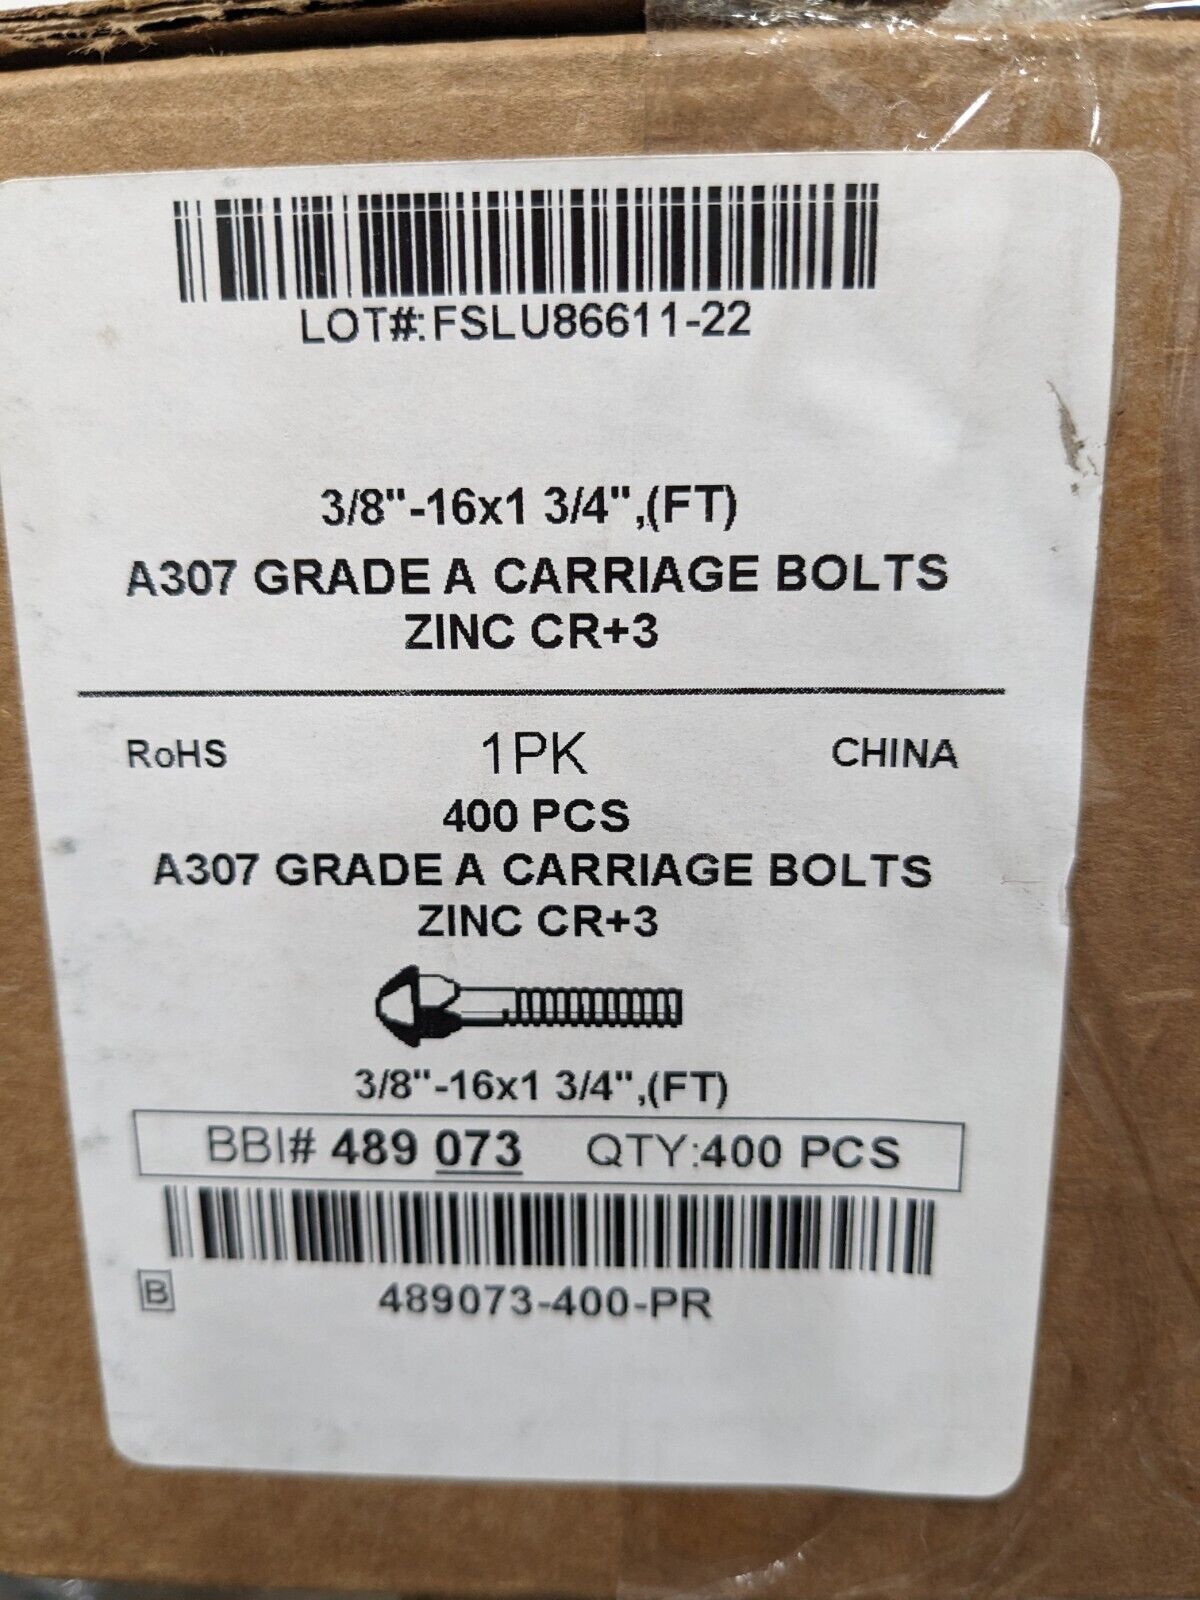 LOT#:FSLU86611-22
3/8"-16x1 3/4",(FT)
A307 GRADE A CARRIAGE BOLTS
ZINC CR+3
RoHS 1PK CHINA
400 PCS
A307 GRADE A CARRIAGE BOLTS
ZINC CR+3
3/8"-16x1 3/4",(FT)
BBI# 489 073 QTY:400 PCS
B 489073-400-PR